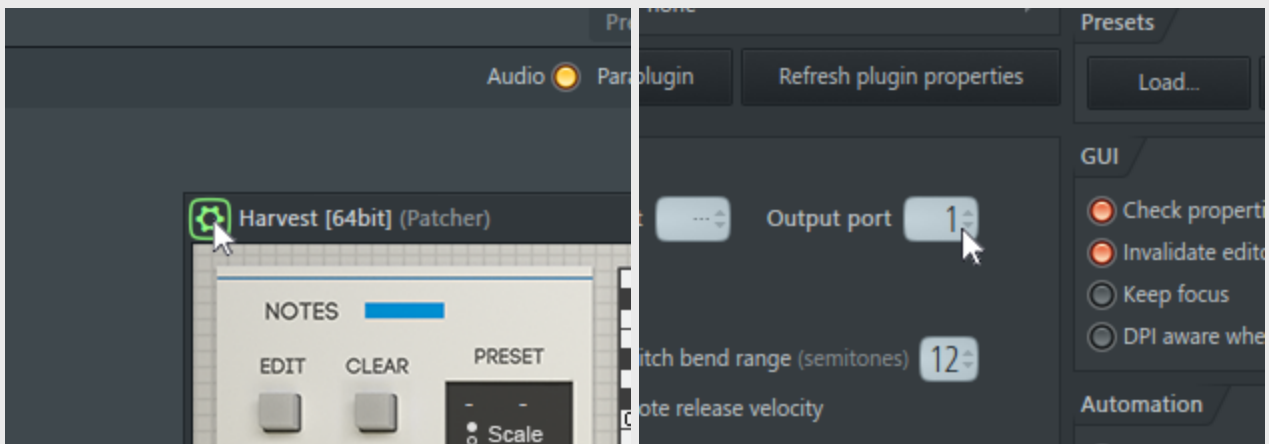 Audio
Harvest [64bit] (Patcher)
NOTES
EDIT CLEAR
PRESET
- -
Scale
Presets
Refresh plugin properties
Load...
GUI
--- Output port 1
Check properti
Invalidate edito
Keep focus
DPI aware whe
itch bend range (semitones) 12
ote release velocity
Automation